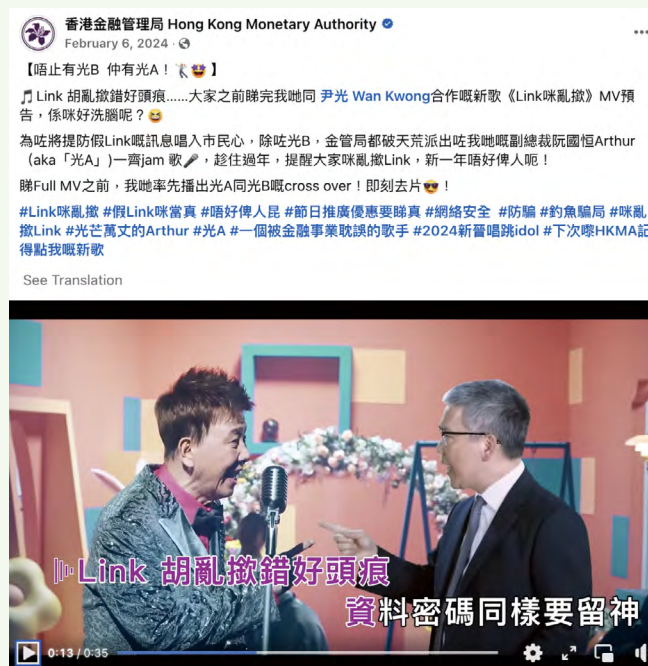 香港金融管理局 Hong Kong Monetary Authority
February 6, 2024
【唔止有光B 仲有光A！🕺🤩】
🎵Link 胡亂撳錯好頭痕……大家之前睇完我哋同 尹光 Wan Kwong合作嘅新歌《Link咪亂撳》MV預
告，係咪好洗腦呢？😆
為咗將提防假Link嘅訊息唱入市民心，除咗光B，金管局都破天荒派出咗我哋嘅副總裁阮國恒Arthur
（aka「光A」)一齊jam 歌🎤，趁住過年，提醒大家咪亂撳Link，新一年唔好俾人呃！
睇Full MV之前，我哋率先播出光A同光B嘅cross over！即刻去片😎！
#Link咪亂撳 #假Link咪當真 #唔好俾人昆 #節日推廣優惠要睇真 #網絡安全 #防騙 #釣魚騙局 #咪亂
撳Link #光芒萬丈的Arthur #光A #一個被金融事業耽誤的歌手 #2024新晉唱跳idol #下次嚟HKMA記
得點我嘅新歌
See Translation
Link 胡亂撳錯好頭痕
資料密碼同樣要留神
0:13 / 0:35